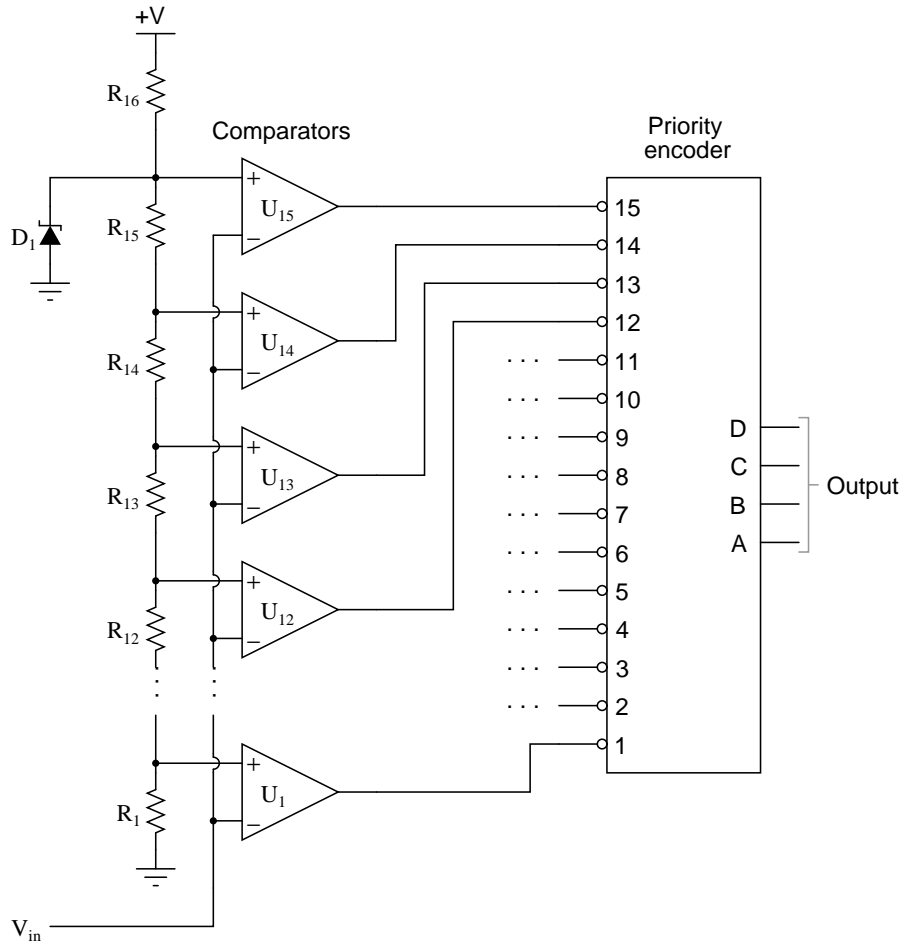 +V
R₁₆
Comparators
Priority
encoder
+
U₁₅
−
15
R₁₅
D₁
14
+
U₁₄
−
13
12
R₁₄
. . . 11
. . . 10
+
U₁₃
−
. . . 9
D
C
Output
B
A
R₁₃
. . . 8
. . . 7
. . . 6
+
U₁₂
−
. . . 5
R₁₂
. . . 4
. . . 3
. . . 2
1
+
U₁
−
R₁
Vᵢₙ